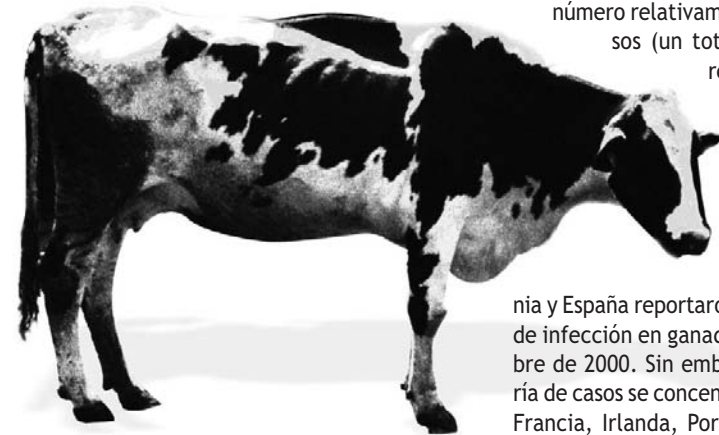 número relativam
sos (un tot
re
nia y España reportaro
de infección en ganad
bre de 2000. Sin emb
ría de casos se concen
Francia, Irlanda, Por